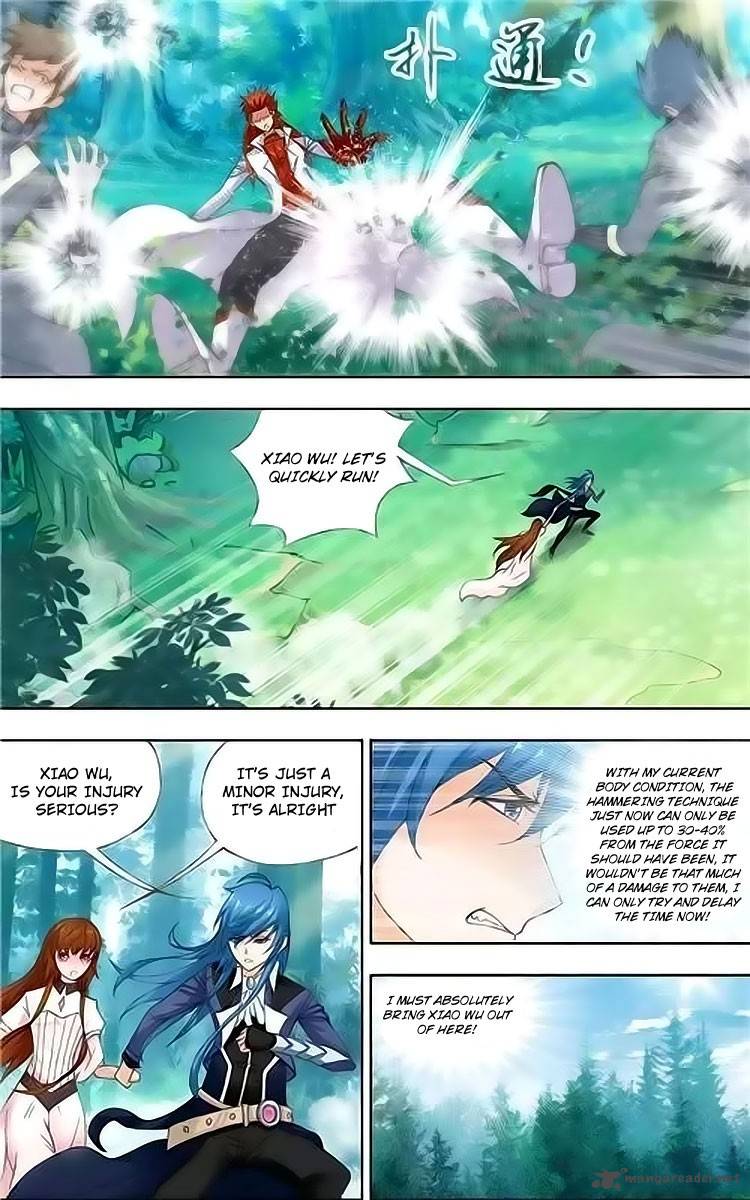 扑通!
XIAO WU! LET'S
QUICKLY RUN!
XIAO WU,
IS YOUR INJURY
SERIOUS?
IT'S JUST A
MINOR INJURY,
IT'S ALRIGHT
WITH MY CURRENT
BODY CONDITION, THE
HAMMERING TECHNIQUE
JUST NOW CAN ONLY BE
USED UP TO 30-40%
FROM THE FORCE IT
SHOULD HAVE BEEN, IT
WOULDN'T BE THAT MUCH
OF A DAMAGE TO THEM, I
CAN ONLY TRY AND DELAY
THE TIME NOW!
I MUST ABSOLUTELY
BRING XIAO WU OUT
OF HERE!
mangareader.net